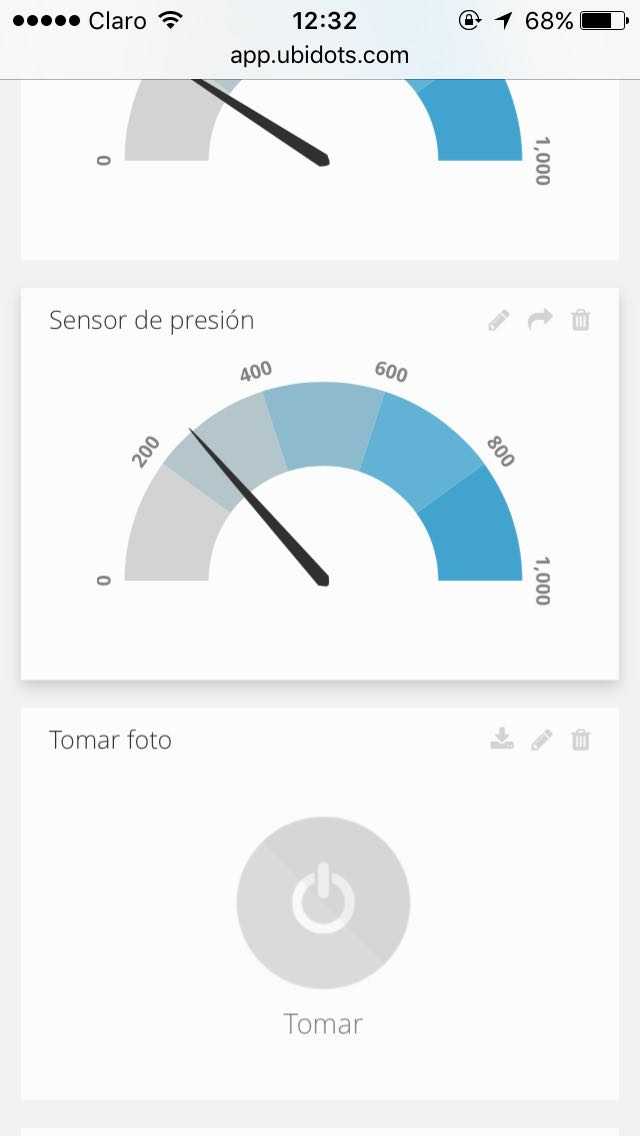 Claro 12:32 68%
app.ubidots.com
0 1,000
Sensor de presión
0 200 400 600 800 1,000
Tomar foto
Tomar